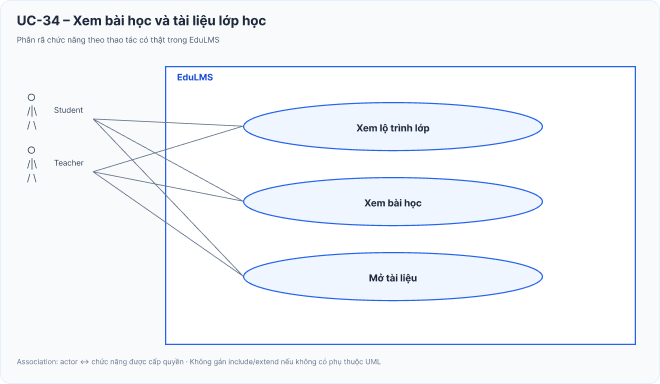 UC-34 – Xem bài học và tài liệu lớp học
Phân rã chức năng theo thao tác có thật trong EduLMS
EduLMS
Student
Xem lộ trình lớp
Teacher
Xem bài học
Mở tài liệu
Association: actor ↔ chức năng được cấp quyền · Không gán include/extend nếu không có phụ thuộc UML